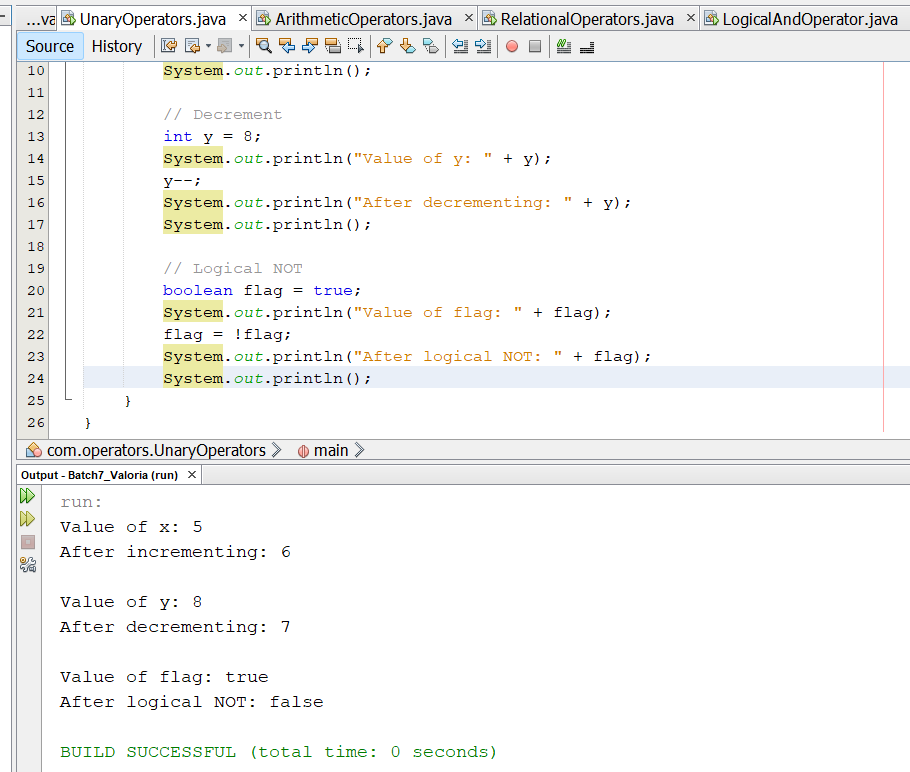 ...va UnaryOperators.java × ArithmeticOperators.java × RelationalOperators.java × LogicalAndOperator.java
Source History
10 System.out.println();
11
12 // Decrement
13 int y = 8;
14 System.out.println("Value of y: " + y);
15 y--;
16 System.out.println("After decrementing: " + y);
17 System.out.println();
18
19 // Logical NOT
20 boolean flag = true;
21 System.out.println("Value of flag: " + flag);
22 flag = !flag;
23 System.out.println("After logical NOT: " + flag);
24 System.out.println();
25 }
26 }
com.operators.UnaryOperators main
Output - Batch7_Valoria (run) ×
run:
Value of x: 5
After incrementing: 6
Value of y: 8
After decrementing: 7
Value of flag: true
After logical NOT: false
BUILD SUCCESSFUL (total time: 0 seconds)